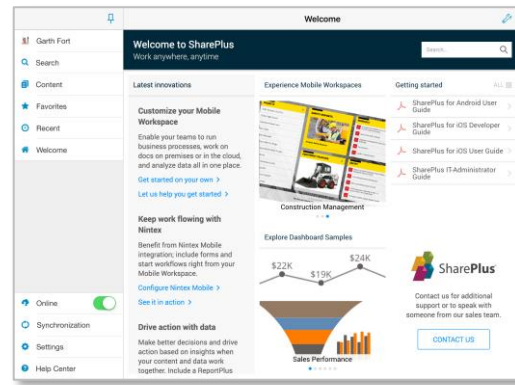 Welcome
Garth Fort
Search
Content
Favorites
Recent
Welcome
Online
Synchronization
Settings
Help Center
Welcome to SharePlus
Work anywhere, anytime
Search...
Latest innovations
Customize your Mobile
Workspace
Enable your teams to run
business processes, work on
docs on premises or in the cloud,
and analyze data all in one place.
Get started on your own >
Let us help you get started >
Keep work flowing with
Nintex
Benefit from Nintex Mobile
integration; include forms and
start workflows right from your
Mobile Workspace.
Configure Nintex Mobile >
See it in action >
Drive action with data
Make better decisions and drive
action based on insights when
your content and data work
together. Include a ReportPlus
Experience Mobile Workspaces
Construction Management
Explore Dashboard Samples
$22K
$19K
$24K
Sales Performance
Getting started
ALL
SharePlus for Android User
Guide
SharePlus for iOS Developer
Guide
SharePlus for iOS User Guide
SharePlus IT-Administrator
Guide
SharePlus
Contact us for additional
support or to speak with
someone from our sales team.
CONTACT US